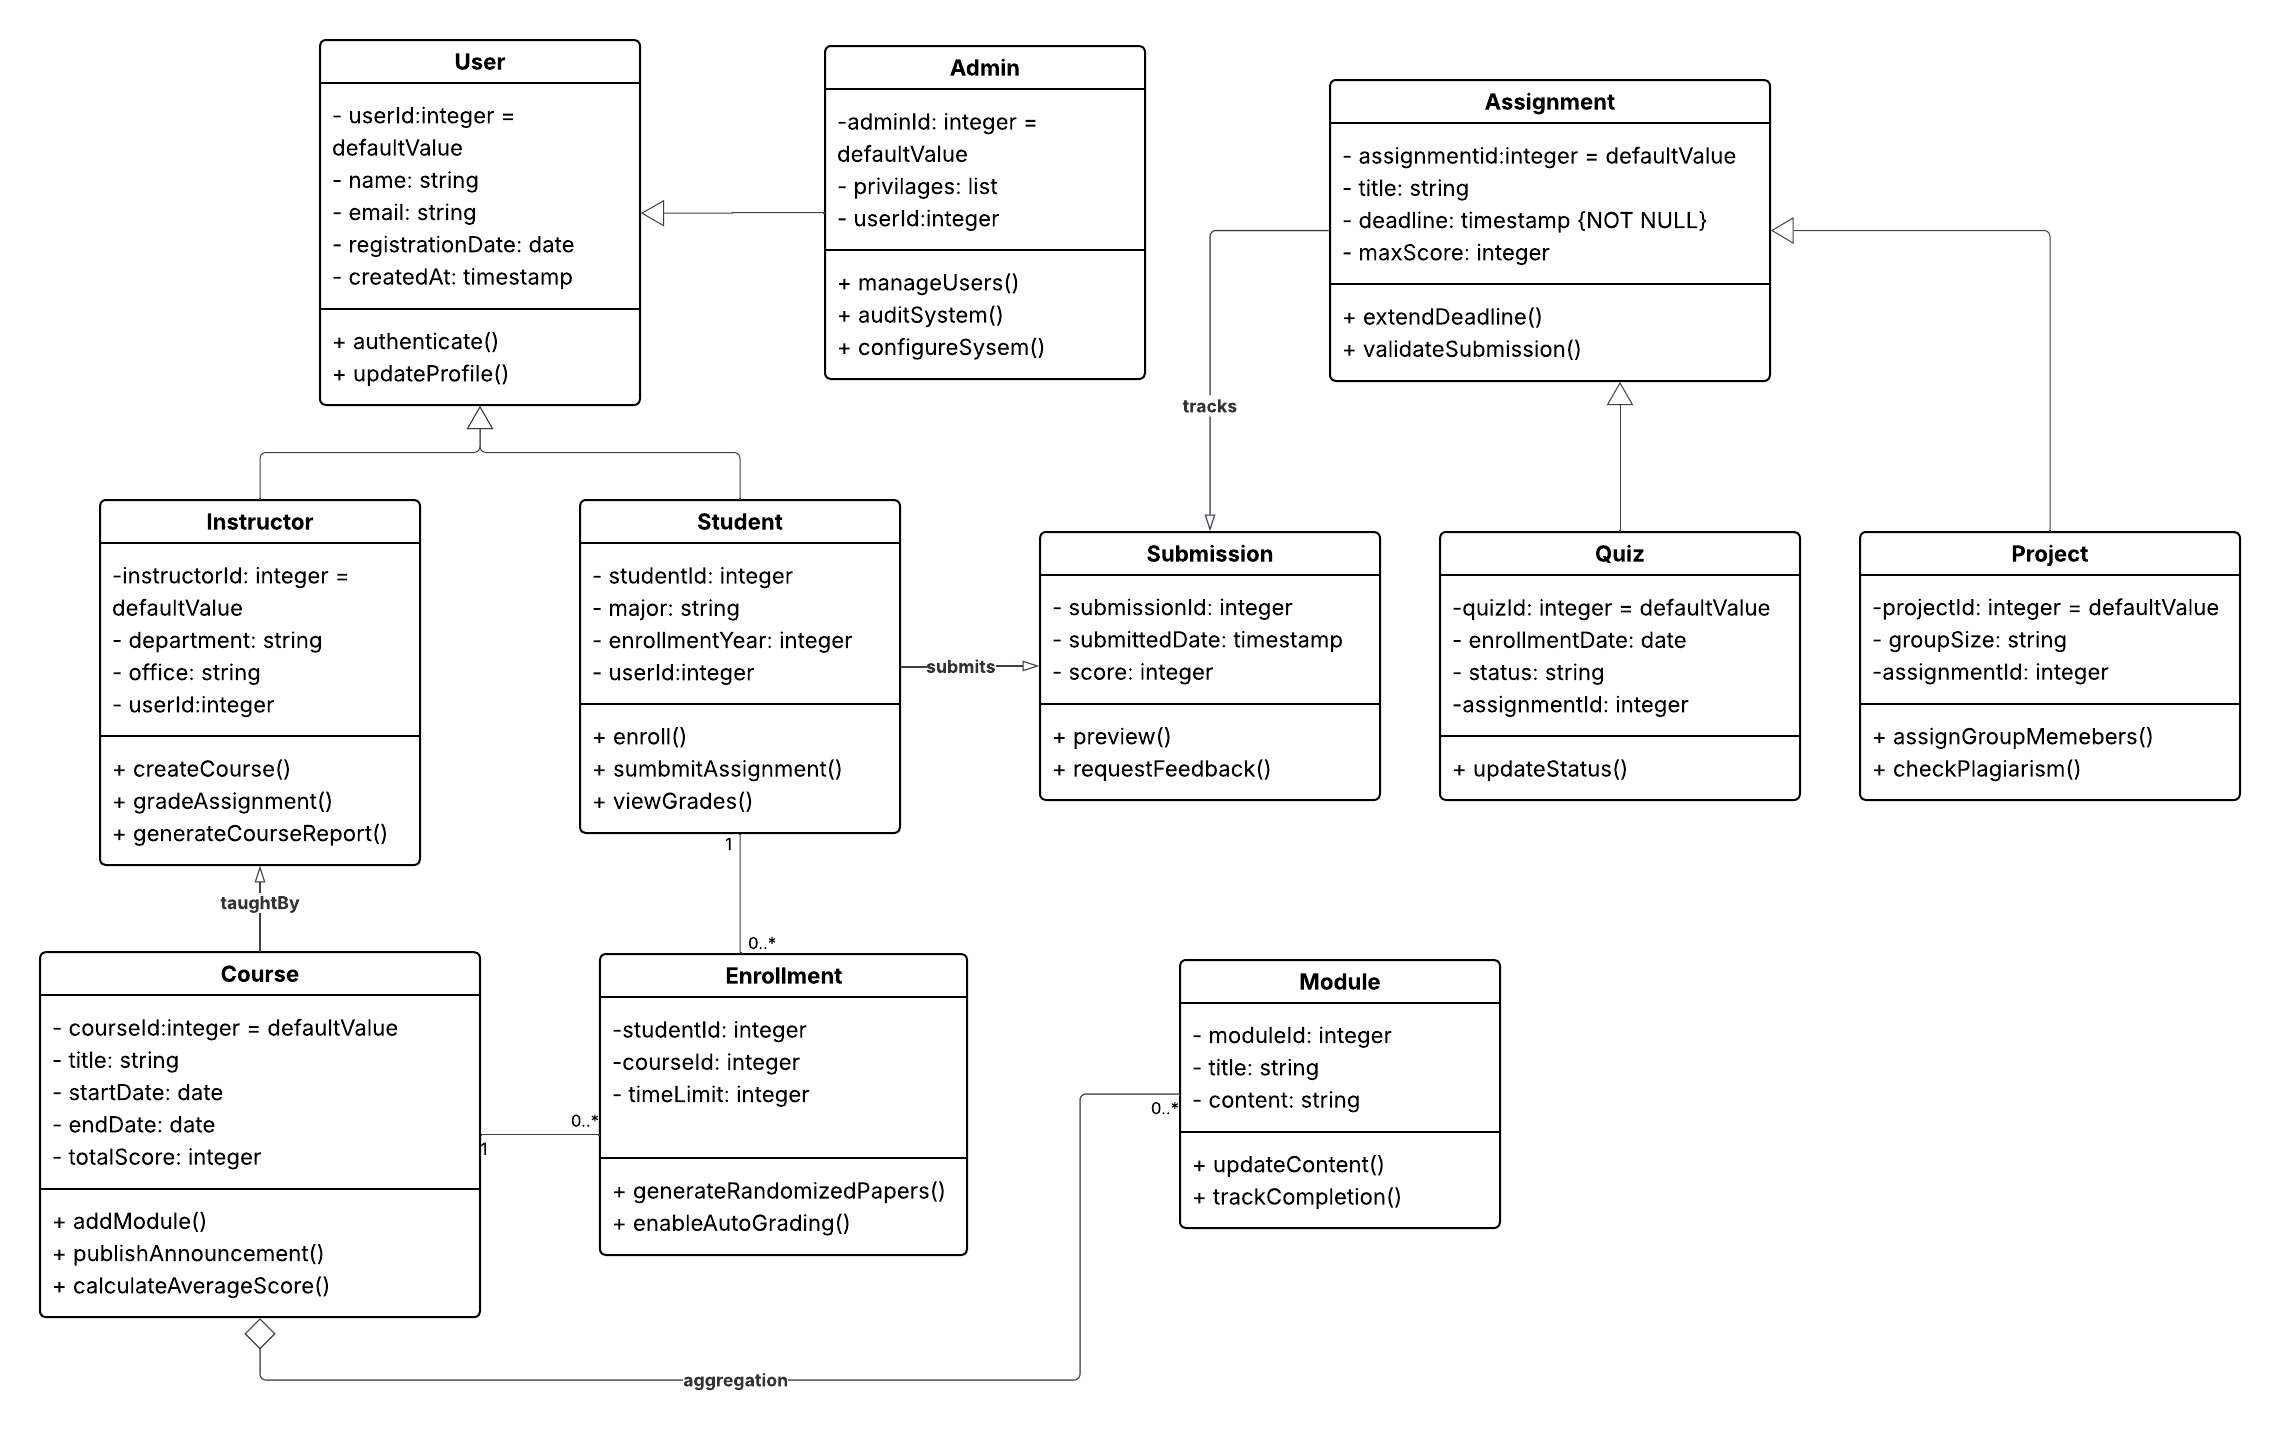 User
- userId:integer =
defaultValue
- name: string
- email: string
- registrationDate: date
- createdAt: timestamp
+ authenticate()
+ updateProfile()
Admin
-adminId: integer =
defaultValue
- privilages: list
- userId:integer
+ manageUsers()
+ auditSystem()
+ configureSysem()
Assignment
- assignmentid:integer = defaultValue
- title: string
- deadline: timestamp {NOT NULL}
- maxScore: integer
+ extendDeadline()
+ validateSubmission()
tracks
Instructor
-instructorId: integer =
defaultValue
- department: string
- office: string
- userId:integer
+ createCourse()
+ gradeAssignment()
+ generateCourseReport()
Student
- studentId: integer
- major: string
- enrollmentYear: integer
- userId:integer
+ enroll()
+ sumbmitAssignment()
+ viewGrades()
submits
Submission
- submissionId: integer
- submittedDate: timestamp
- score: integer
+ preview()
+ requestFeedback()
Quiz
-quizId: integer = defaultValue
- enrollmentDate: date
- status: string
-assignmentId: integer
+ updateStatus()
Project
-projectId: integer = defaultValue
- groupSize: string
-assignmentId: integer
+ assignGroupMemebers()
+ checkPlagiarism()
1
taughtBy
0..*
Course
- courseId:integer = defaultValue
- title: string
- startDate: date
- endDate: date
- totalScore: integer
+ addModule()
+ publishAnnouncement()
+ calculateAverageScore()
0..*
1
Enrollment
-studentId: integer
-courseId: integer
- timeLimit: integer
+ generateRandomizedPapers()
+ enableAutoGrading()
0..*
Module
- moduleId: integer
- title: string
- content: string
+ updateContent()
+ trackCompletion()
aggregation